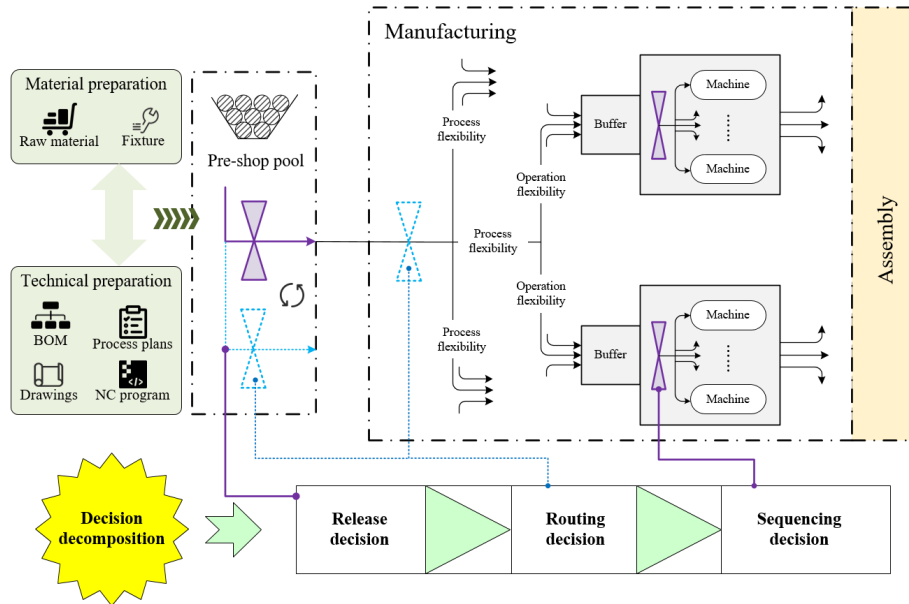 Material preparation
Raw material
Fixture
Technical preparation
BOM
Process plans
Drawings
NC program
Pre-shop pool
Manufacturing
Process
flexibility
Process
flexibility
Process
flexibility
Operation
flexibility
Operation
flexibility
Buffer
Machine
Machine
Buffer
Machine
Machine
Assembly
Decision
decomposition
Release
decision
Routing
decision
Sequencing
decision